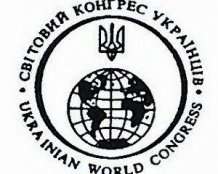 СВІТОВИЙ КОНГРЕС УКРАЇНЦІВ
UKRAINIAN WORLD CONGRESS